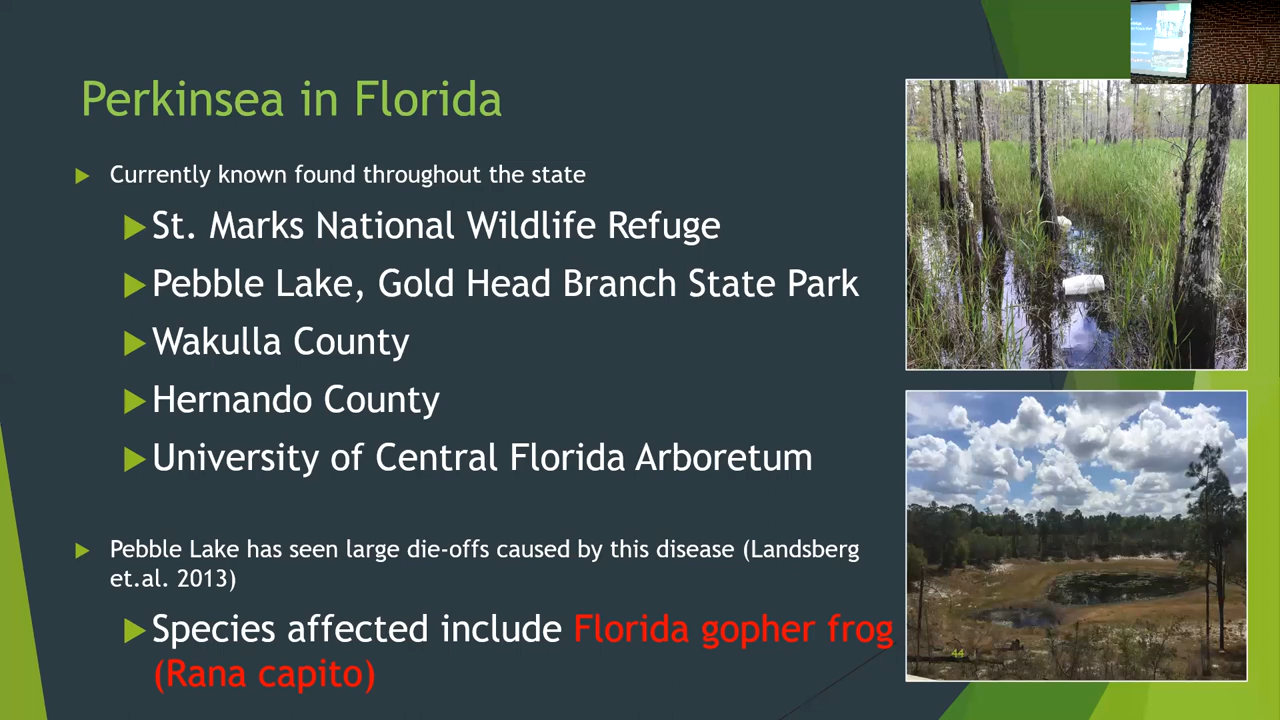 Perkinsea in Florida
Currently known found throughout the state
St. Marks National Wildlife Refuge
Pebble Lake, Gold Head Branch State Park
Wakulla County
Hernando County
University of Central Florida Arboretum
Pebble Lake has seen large die-offs caused by this disease (Landsberg
et.al. 2013)
Species affected include Florida gopher frog
(Rana capito)
44